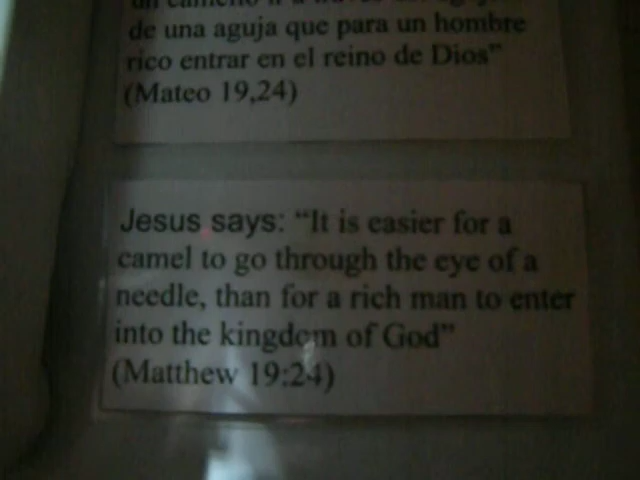 un camello
de una aguja que para un hombre
rico entrar en el reino de Dios”
(Mateo 19,24)
Jesus says: “It is easier for a
camel to go through the eye of a
needle, than for a rich man to enter
into the kingdom of God”
(Matthew 19:24)